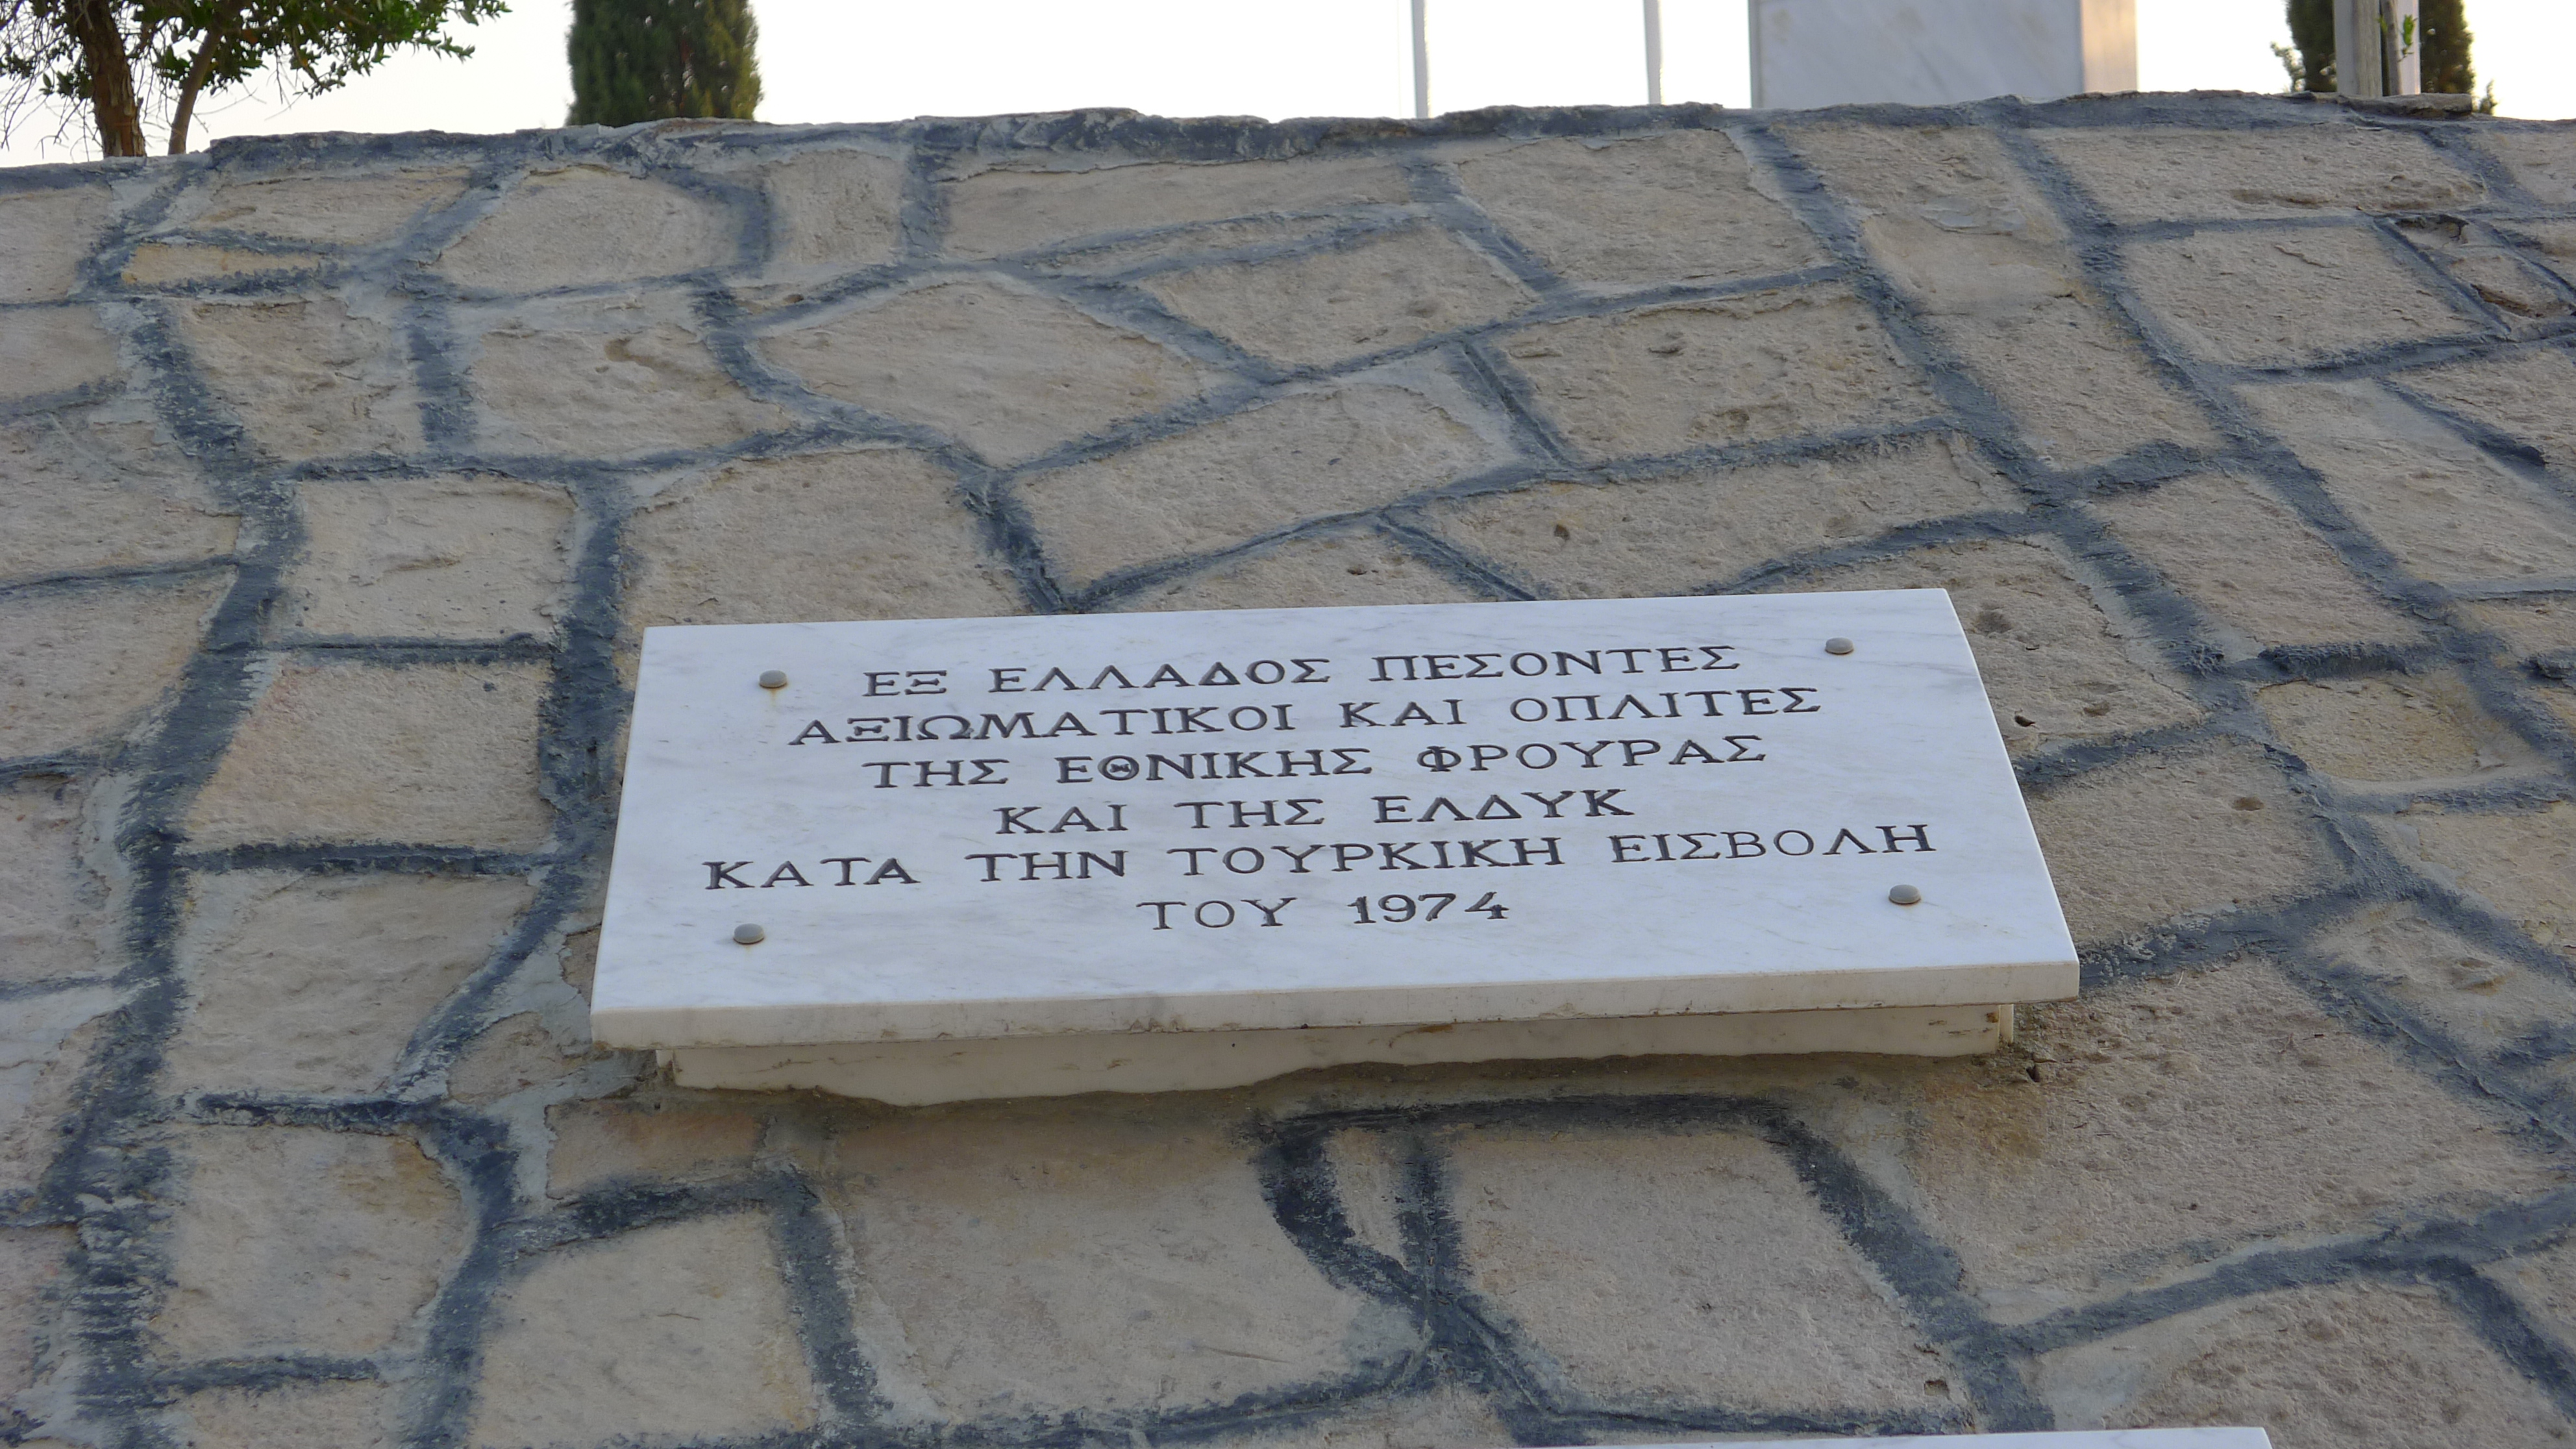 ΕΞ ΕΛΛΑΔΟΣ ΠΕΣΟΝΤΕΣ
ΑΞΙΩΜΑΤΙΚΟΙ ΚΑΙ ΟΠΛΙΤΕΣ
ΤΗΣ ΕΘΝΙΚΗΣ ΦΡΟΥΡΑΣ
ΚΑΙ ΤΗΣ ΕΛΔΥΚ
ΚΑΤΑ ΤΗΝ ΤΟΥΡΚΙΚΗ ΕΙΣΒΟΛΗ
ΤΟΥ 1974